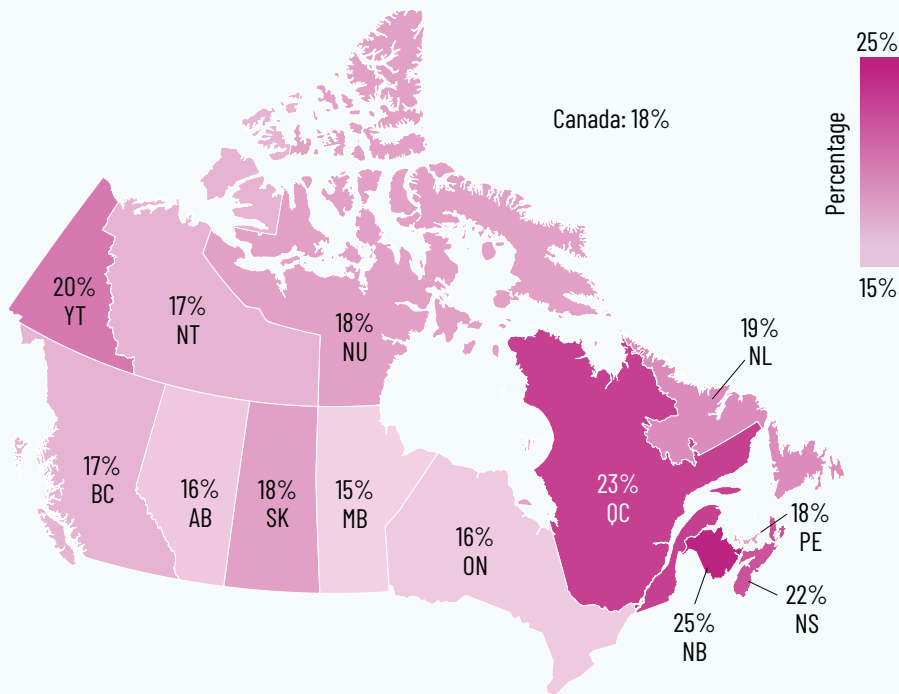 25%
Canada: 18%
Percentage
15%
20%
YT
17%
NT
18%
NU
19%
NL
17%
BC
16%
AB
18%
SK
15%
MB
16%
ON
23%
QC
18%
PE
22%
NS
25%
NB